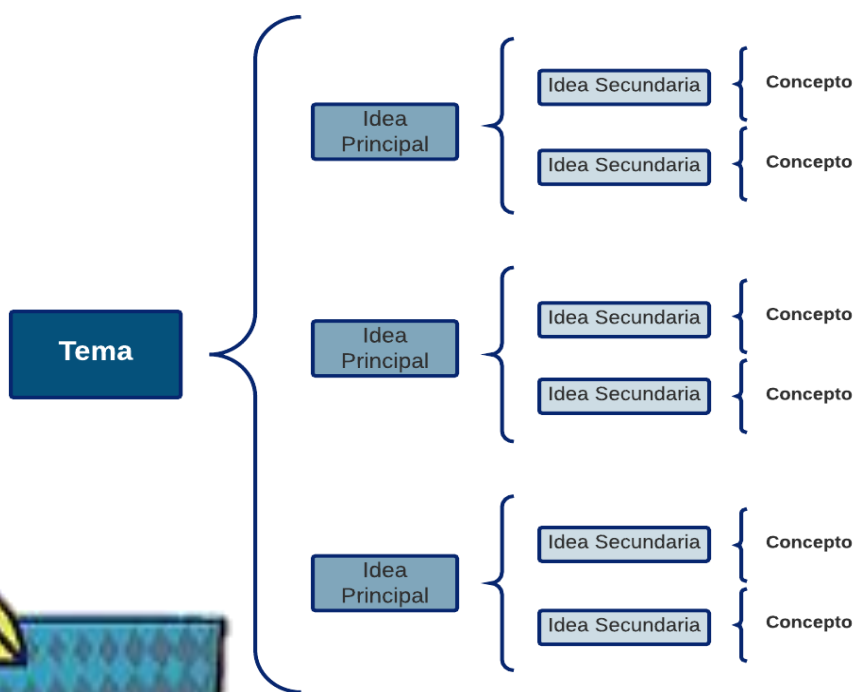 Tema
Idea
Principal
Idea Secundaria
Concepto
Idea Secundaria
Concepto
Idea
Principal
Idea Secundaria
Concepto
Idea Secundaria
Concepto
Idea
Principal
Idea Secundaria
Concepto
Idea Secundaria
Concepto